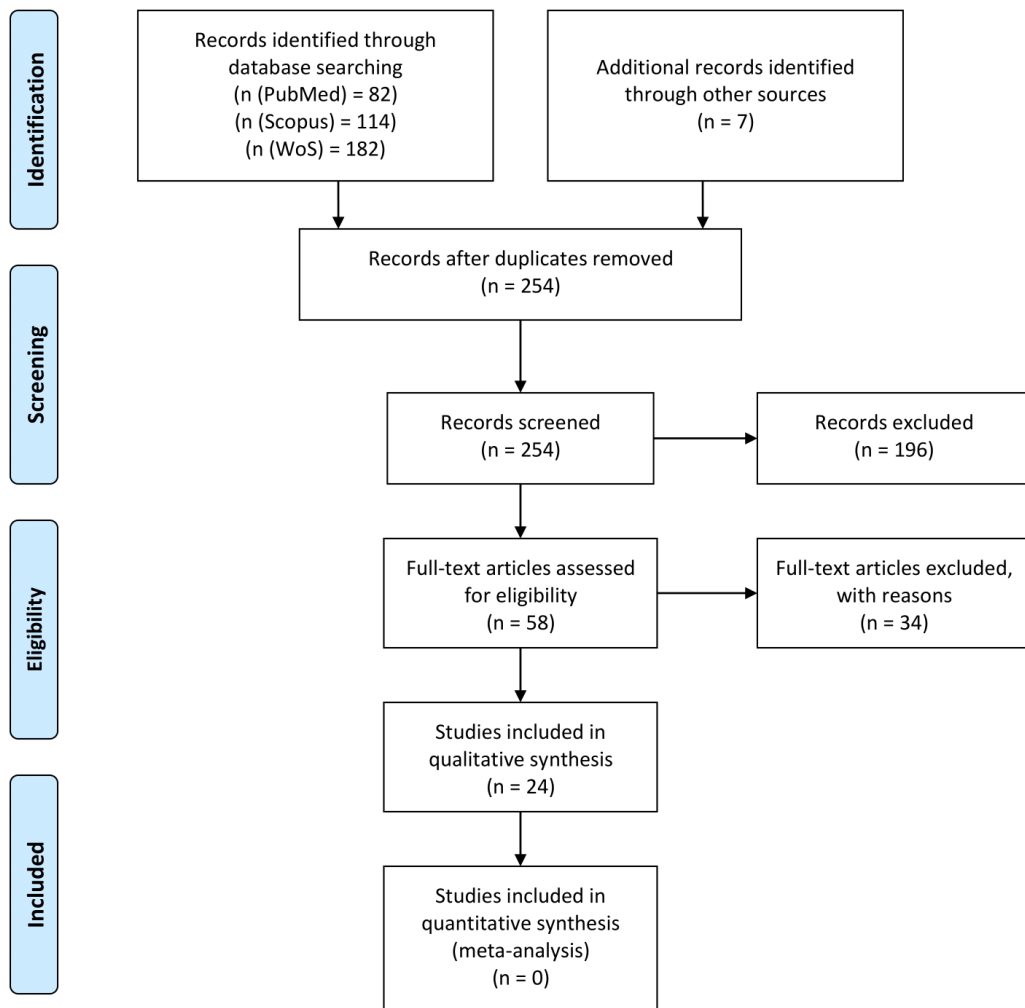 Identification
Records identified through
database searching
(n (PubMed) = 82)
(n (Scopus) = 114)
(n (WoS) = 182)
Additional records identified
through other sources
(n = 7)
Records after duplicates removed
(n = 254)
Screening
Records screened
(n = 254)
Records excluded
(n = 196)
Eligibility
Full-text articles assessed
for eligibility
(n = 58)
Full-text articles excluded,
with reasons
(n = 34)
Studies included in
qualitative synthesis
(n = 24)
Included
Studies included in
quantitative synthesis
(meta-analysis)
(n = 0)